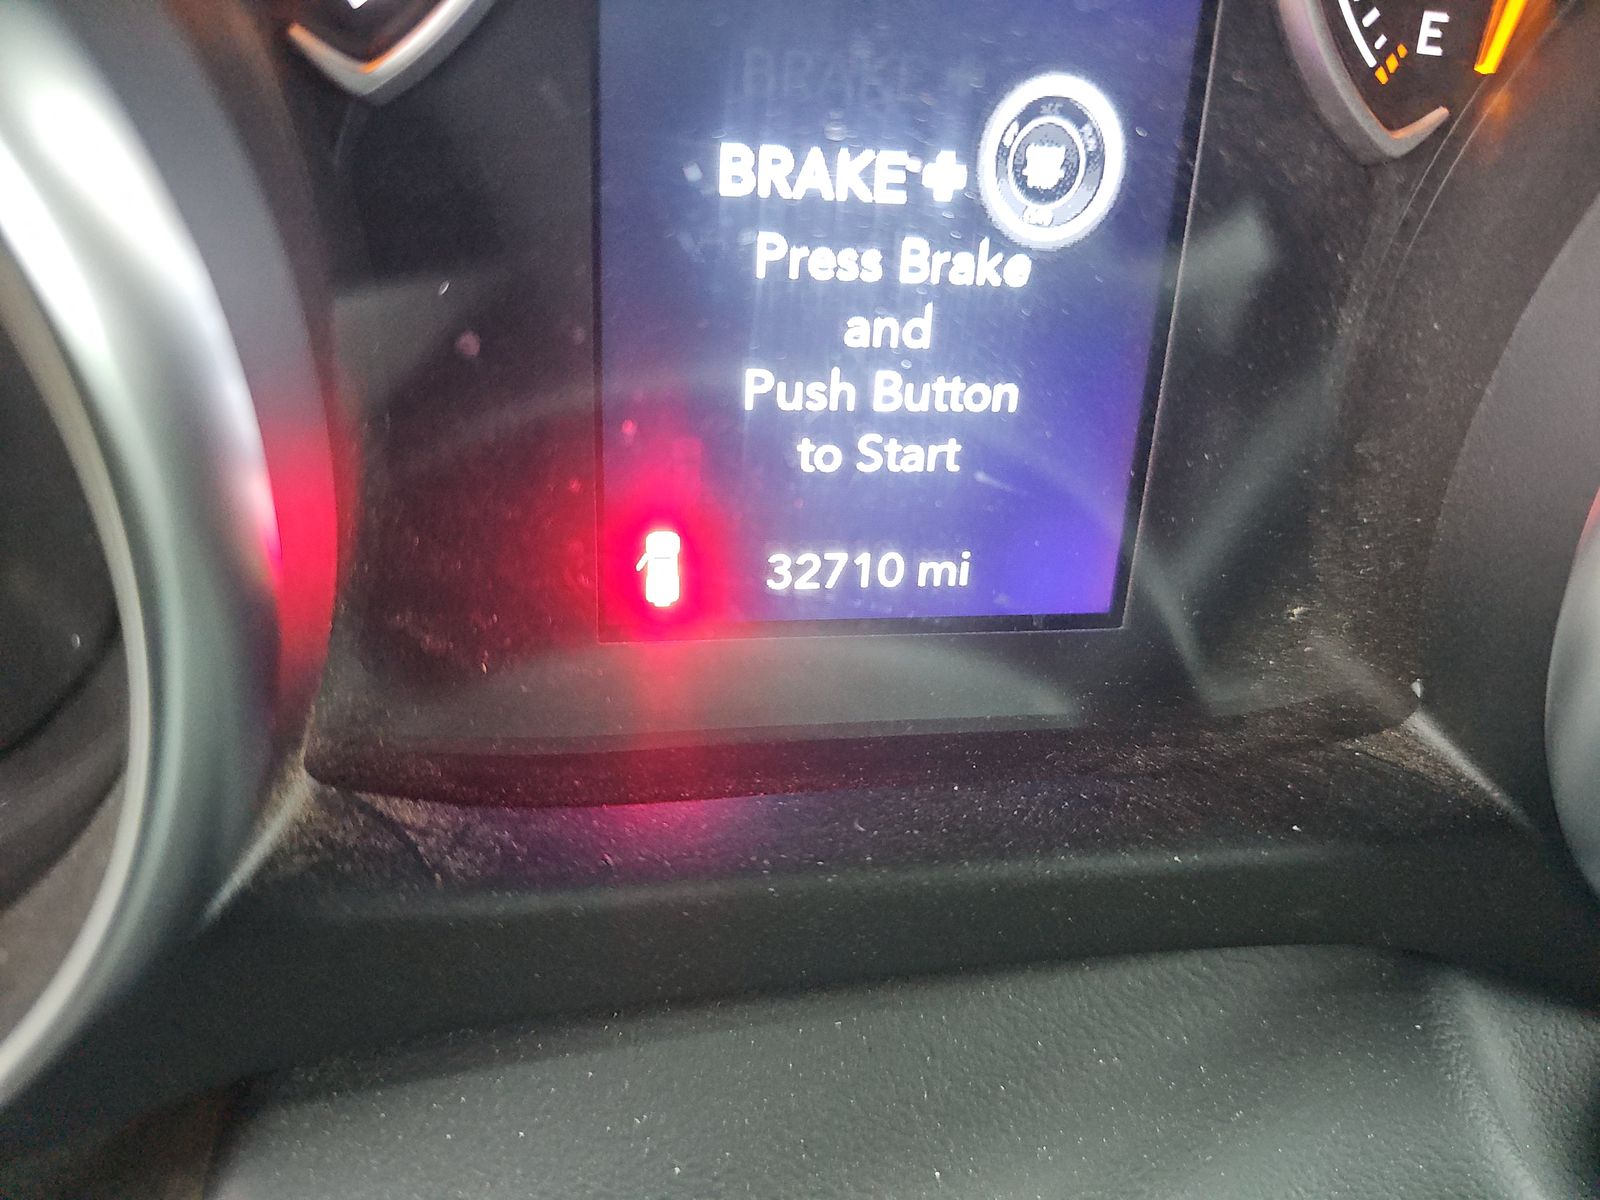 E
BRAKE +
Press Brake
and
Push Button
to Start
32710 mi